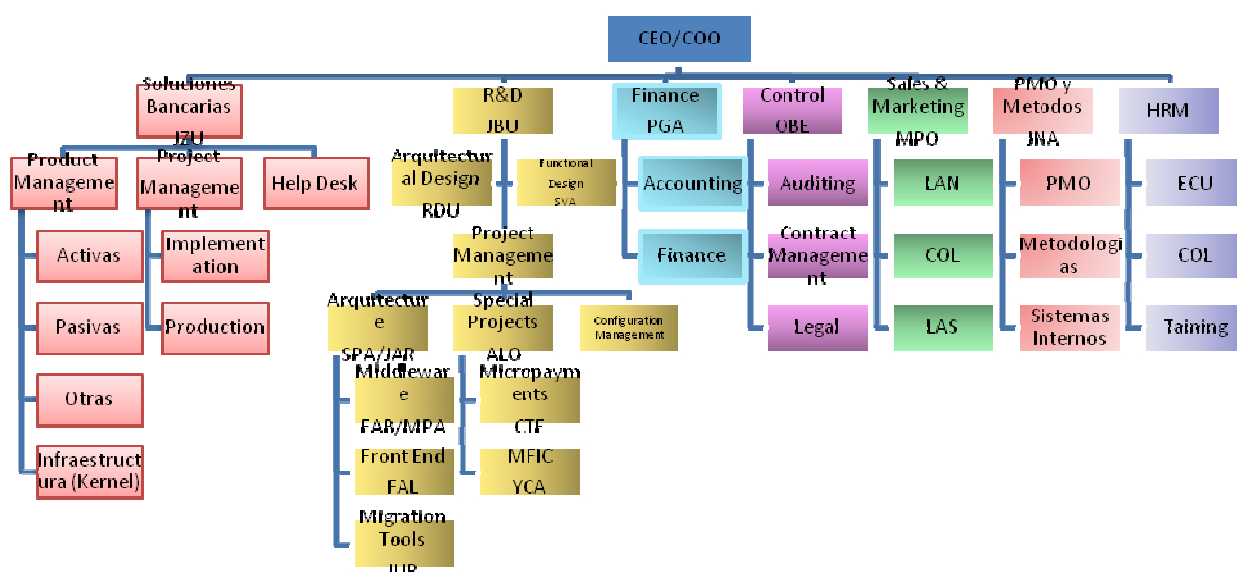 CEO/COO
Soluciones
Bancarias
JZU
R&D
JBU
Finance
PGA
Control
OBE
Sales &
Marketing
MPO
PMO y
Metodos
JNA
HRM
Product
Manageme
nt
Project
Manageme
nt
Help Desk
Arquitectur
al Design
RDU
Functional
Design
SVA
Accounting
Auditing
LAN
PMO
ECU
Activas
Implement
ation
Project
Manageme
nt
Finance
Contract
Manageme
nt
COL
Metodologi
as
COL
Pasivas
Production
Arquitectur
e
SPA/JAR
Special
Projects
ALO
Configuration
Management
Legal
LAS
Sistemas
Internos
Taining
Otras
Middlewar
e
FAR/MPA
Micropaym
ents
CTF
Infraestruct
ura (Kernel)
Front End
FAL
MFIC
YCA
Migration
Tools